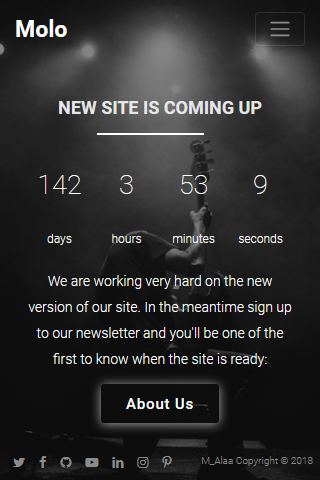 Molo
NEW SITE IS COMING UP
142 3 53 9
days hours minutes seconds
We are working very hard on the new
version of our site. In the meantime sign up
to our newsletter and you'll be one of the
first to know when the site is ready:
About Us
M_Alaa Copyright © 2018